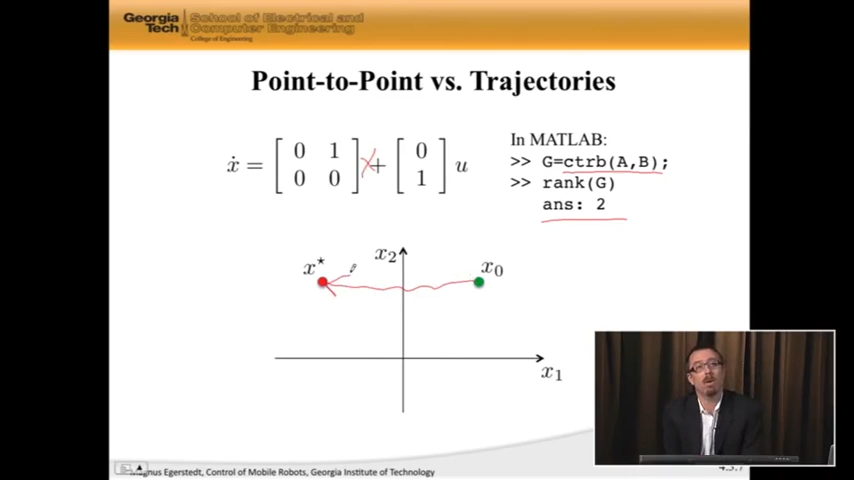 Georgia Tech School of Electrical and Computer Engineering
College of Engineering
Point-to-Point vs. Trajectories
ẋ = [0 1; 0 0] x + [0; 1] u
In MATLAB:
>> G=ctrb(A,B);
>> rank(G)
ans: 2
x⋆
x₂
x₀
x₁
Magnus Egerstedt, Control of Mobile Robots, Georgia Institute of Technology